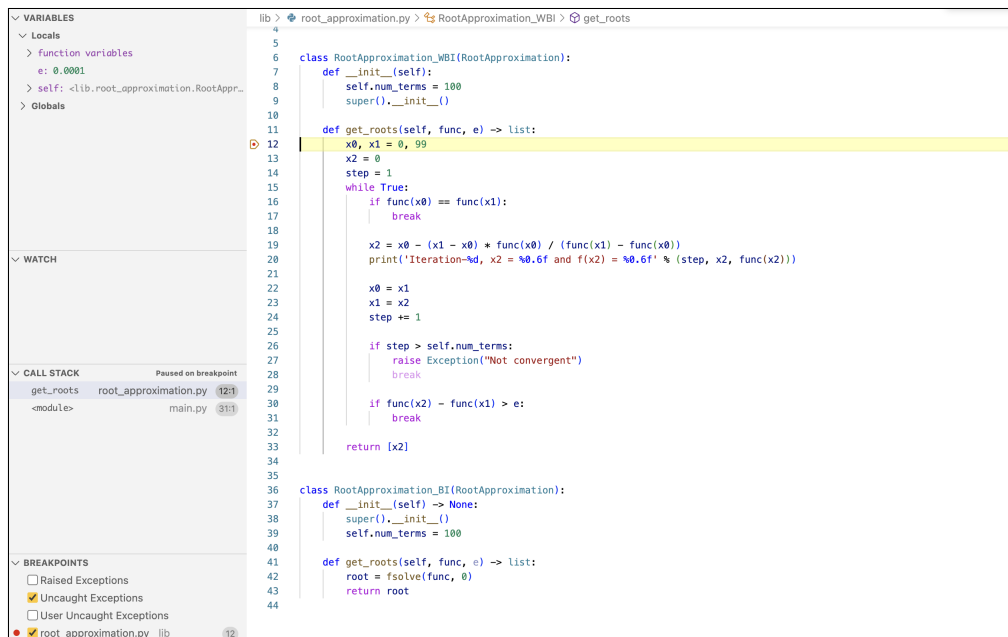 VARIABLES
Locals
function variables
e: 0.0001
self: <lib.root_approximation.RootAppr…
Globals
WATCH
CALL STACK Paused on breakpoint
get_roots root_approximation.py 12:1
<module> main.py 31:1
BREAKPOINTS
Raised Exceptions
Uncaught Exceptions
User Uncaught Exceptions
root_approximation.py lib 12
lib > root_approximation.py > RootApproximation_WBI > get_roots
4
5
6 class RootApproximation_WBI(RootApproximation):
7 def __init__(self):
8 self.num_terms = 100
9 super().__init__()
10
11 def get_roots(self, func, e) -> list:
12 x0, x1 = 0, 99
13 x2 = 0
14 step = 1
15 while True:
16 if func(x0) == func(x1):
17 break
18
19 x2 = x0 - (x1 - x0) * func(x0) / (func(x1) - func(x0))
20 print('Iteration-%d, x2 = %0.6f and f(x2) = %0.6f' % (step, x2, func(x2)))
21
22 x0 = x1
23 x1 = x2
24 step += 1
25
26 if step > self.num_terms:
27 raise Exception("Not convergent")
28 break
29
30 if func(x2) - func(x1) > e:
31 break
32
33 return [x2]
34
35
36 class RootApproximation_BI(RootApproximation):
37 def __init__(self) -> None:
38 super().__init__()
39 self.num_terms = 100
40
41 def get_roots(self, func, e) -> list:
42 root = fsolve(func, 0)
43 return root
44